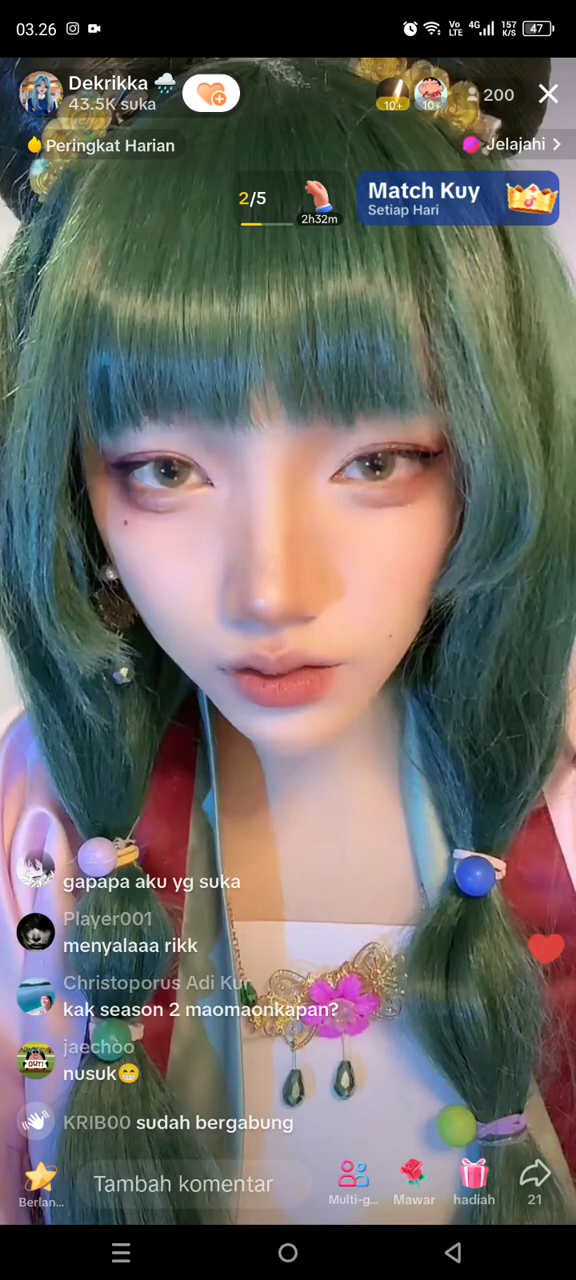 03.26
Vo LTE
4G
157 K/S
47
Dekrikka
43.5K suka
10+
10+
200
Peringkat Harian
Jelajahi
2/5
2h32m
Match Kuy
Setiap Hari
gapapa aku yg suka
Player001
menyalaaa rikk
Christoporus Adi Kur
kak season 2 maomaonkapan?
jaechoo
OUT!
nusuk😁
KRIB00 sudah bergabung
Berlan...
Tambah komentar
Multi-g...
Mawar
hadiah
21